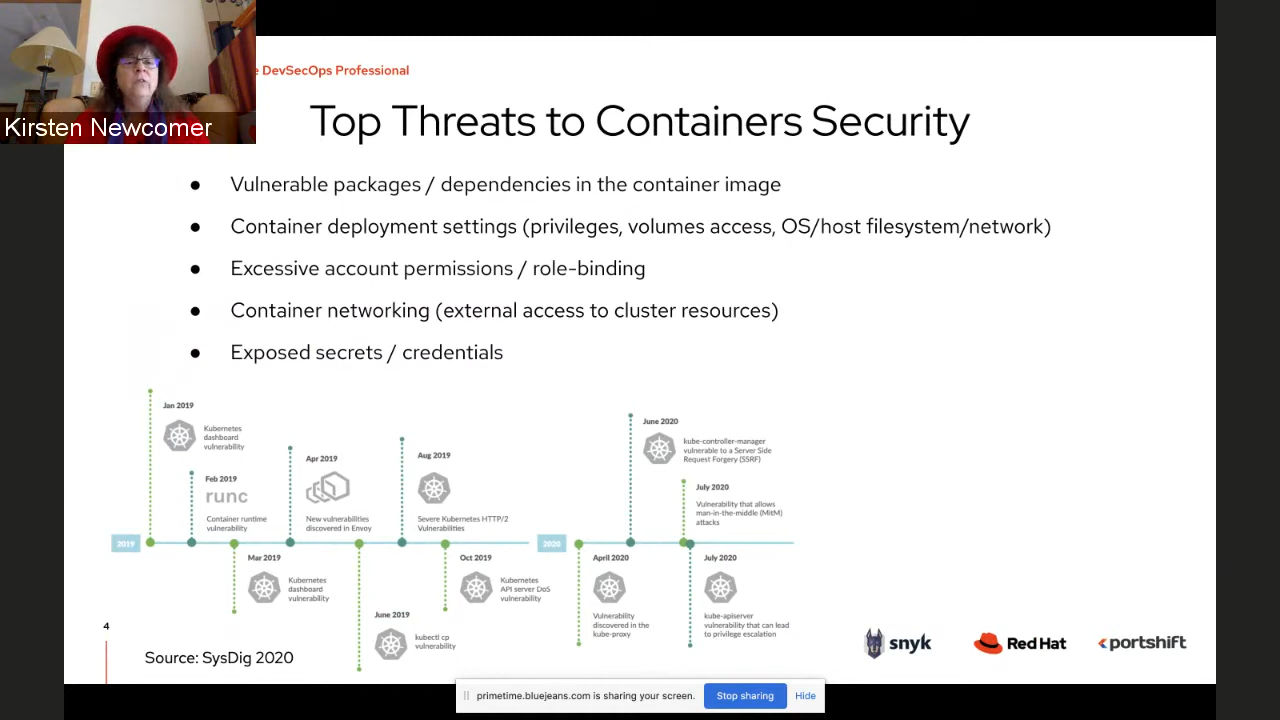 Kirsten Newcomer
e DevSecOps Professional
Top Threats to Containers Security
● Vulnerable packages / dependencies in the container image
● Container deployment settings (privileges, volumes access, OS/host filesystem/network)
● Excessive account permissions / role-binding
● Container networking (external access to cluster resources)
● Exposed secrets / credentials
Jan 2019
Kubernetes
dashboard
vulnerability
Feb 2019
runc
Container runtime
vulnerability
Apr 2019
New vulnerabilities
discovered in Envoy
Aug 2019
Severe Kubernetes HTTP/2
Vulnerabilities
June 2020
kube-controller-manager
vulnerable to a Server Side
Request Forgery (SSRF)
July 2020
Vulnerability that allows
man-in-the-middle (MitM)
attacks
2019
2020
Mar 2019
Kubernetes
dashboard
vulnerability
June 2019
kubectl cp
vulnerability
Oct 2019
Kubernetes
API server DoS
vulnerability
April 2020
Vulnerability
discovered in the
kube-proxy
July 2020
kube-apiserver
vulnerability that can lead
to privilege escalation
4
Source: SysDig 2020
snyk
Red Hat
portshift
primetime.bluejeans.com is sharing your screen.
Stop sharing
Hide